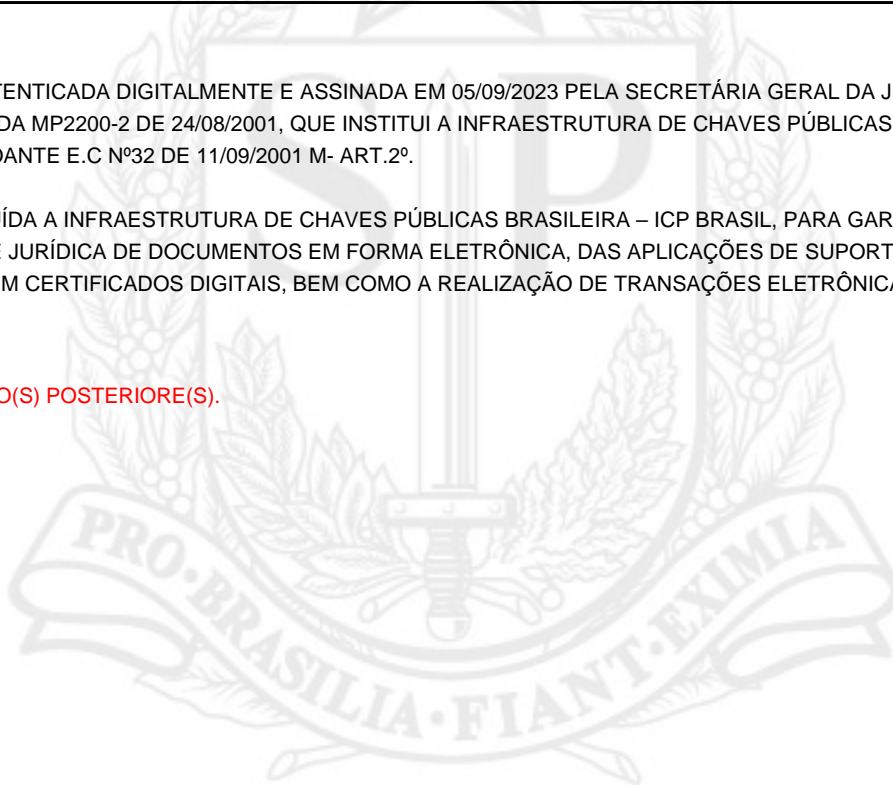 TENTICADA DIGITALMENTE E ASSINADA EM 05/09/2023 PELA SECRETÁRIA GERAL DA J
DA MP2200-2 DE 24/08/2001, QUE INSTITUI A INFRAESTRUTURA DE CHAVES PÚBLICAS
DANTE E.C Nº32 DE 11/09/2001 M- ART.2º.
UÍDA A INFRAESTRUTURA DE CHAVES PÚBLICAS BRASILEIRA – ICP BRASIL, PARA GAR
E JURÍDICA DE DOCUMENTOS EM FORMA ELETRÔNICA, DAS APLICAÇÕES DE SUPORT
M CERTIFICADOS DIGITAIS, BEM COMO A REALIZAÇÃO DE TRANSAÇÕES ELETRÔNICA
O(S) POSTERIORE(S).
SP
PRO·BRASILIA·FIANT·EXIMIA